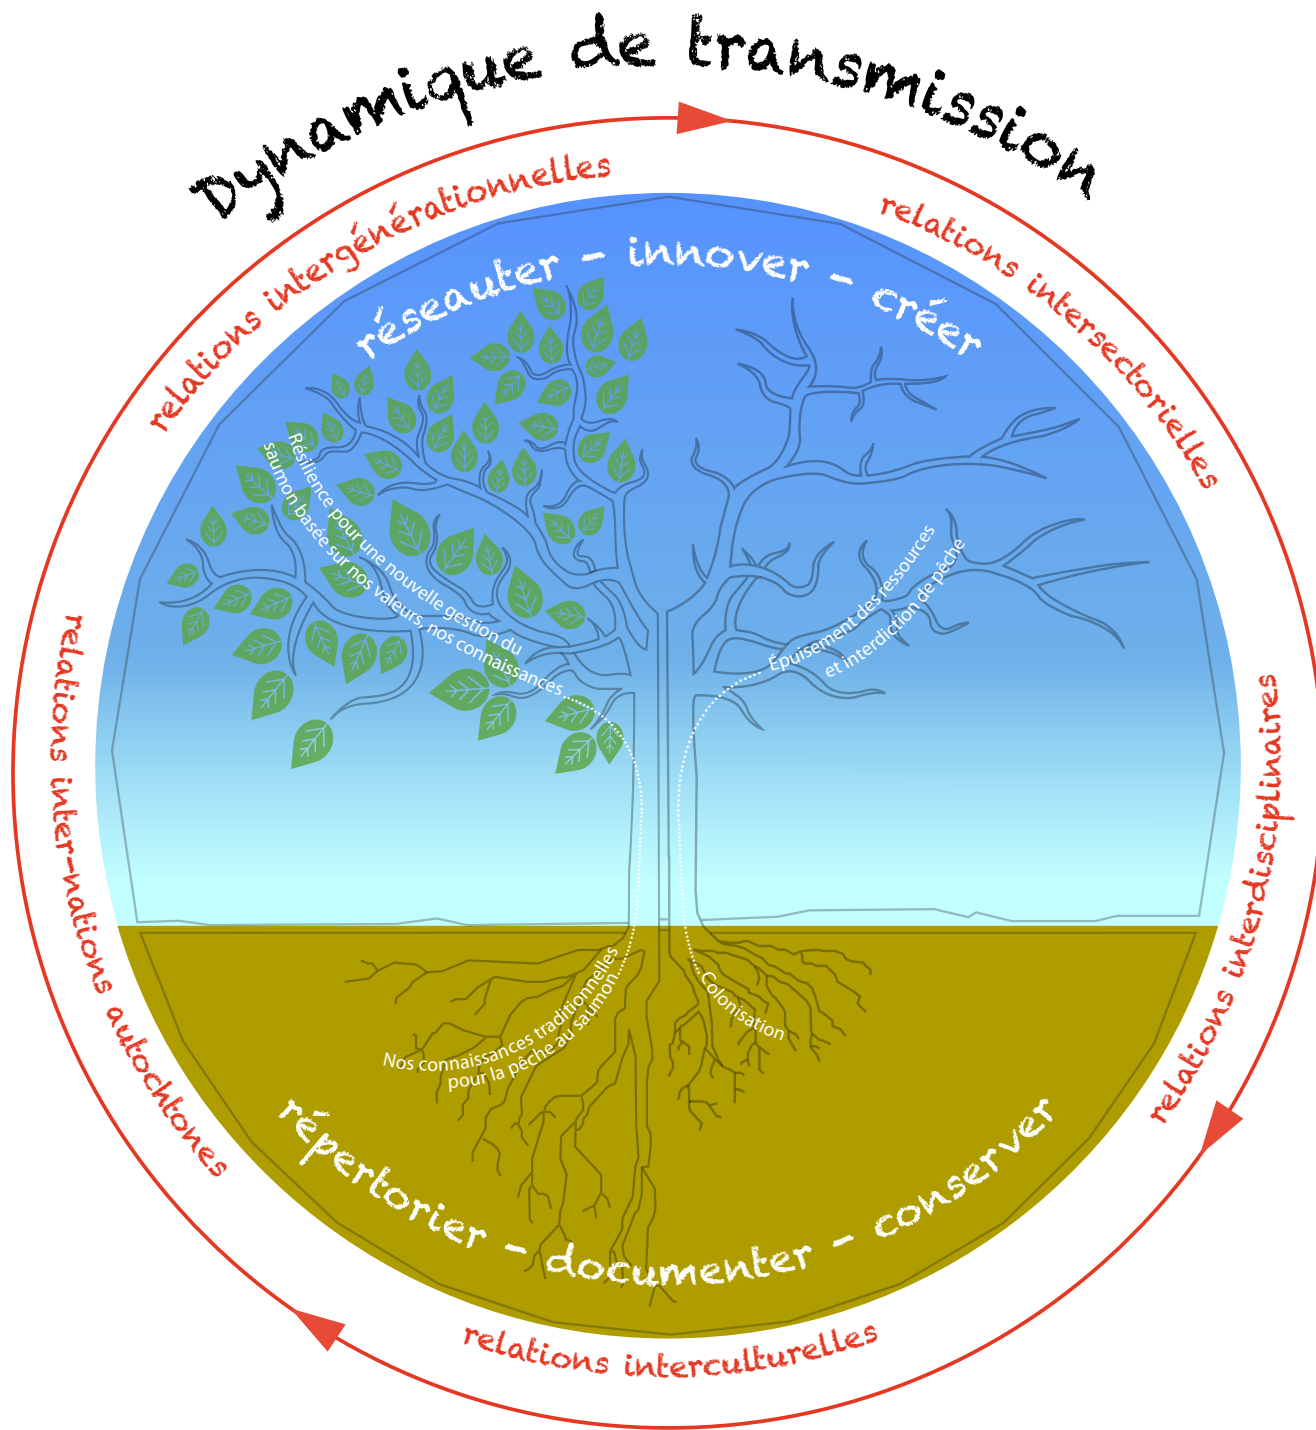 Dynamique de transmission
relations intergénérationnelles
relations intersectorielles
réseauter - innover - créer
Résilience pour une nouvelle gestion du
saumon basée sur nos valeurs, nos connaissances
Épuisement des ressources
et interdiction de pêche
relations inter-nations autochtones
relations interdisciplinaires
Nos connaissances traditionnelles
pour la pêche au saumon
Colonisation
répertorier - documenter - conserver
relations interculturelles